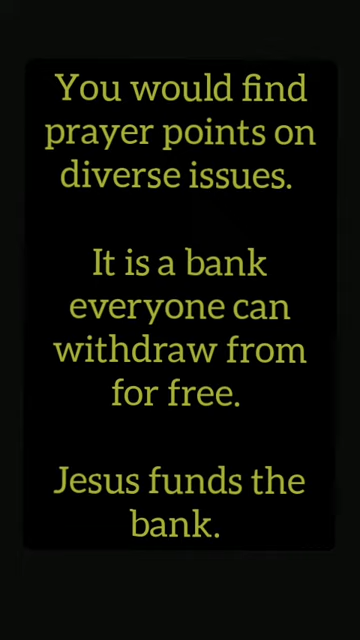 You would find
prayer points on
diverse issues.
It is a bank
everyone can
withdraw from
for free.
Jesus funds the
bank.